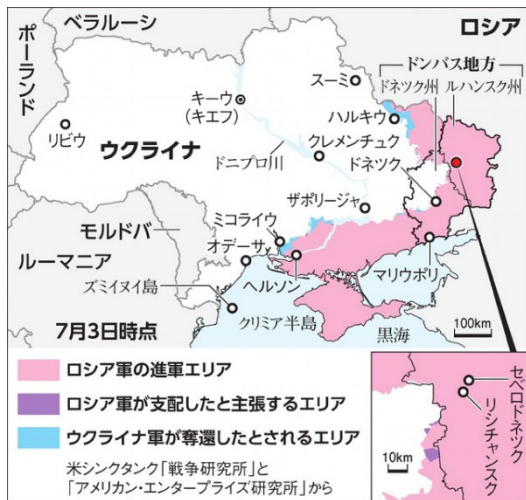 ベラルーシ
ロシア
ポーランド
ドンバス地方
ドネツク州
ルハンスク州
スーミ
キーウ
(キエフ)
ハルキウ
リビウ
クレメンチュク
ウクライナ
ドニプロ川
ドネツク
ザポリージャ
ミコライウ
モルドバ
オデーサ
ルーマニア
マリウポリ
ヘルソン
ズミイヌイ島
クリミア半島
黒海
7月3日時点
100km
ロシア軍の進軍エリア
ロシア軍が支配したと主張するエリア
ウクライナ軍が奪還したとされるエリア
米シンクタンク「戦争研究所」と
「アメリカン・エンタープライズ研究所」から
セベロドネツク
リシチャンスク
10km